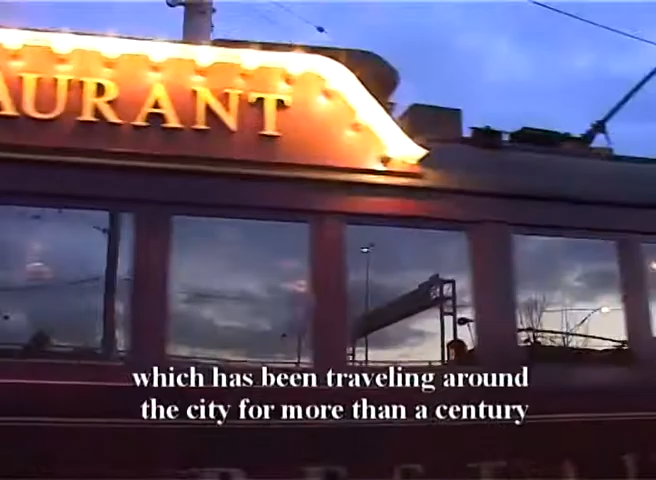 AURANT
which has been traveling around
the city for more than a century